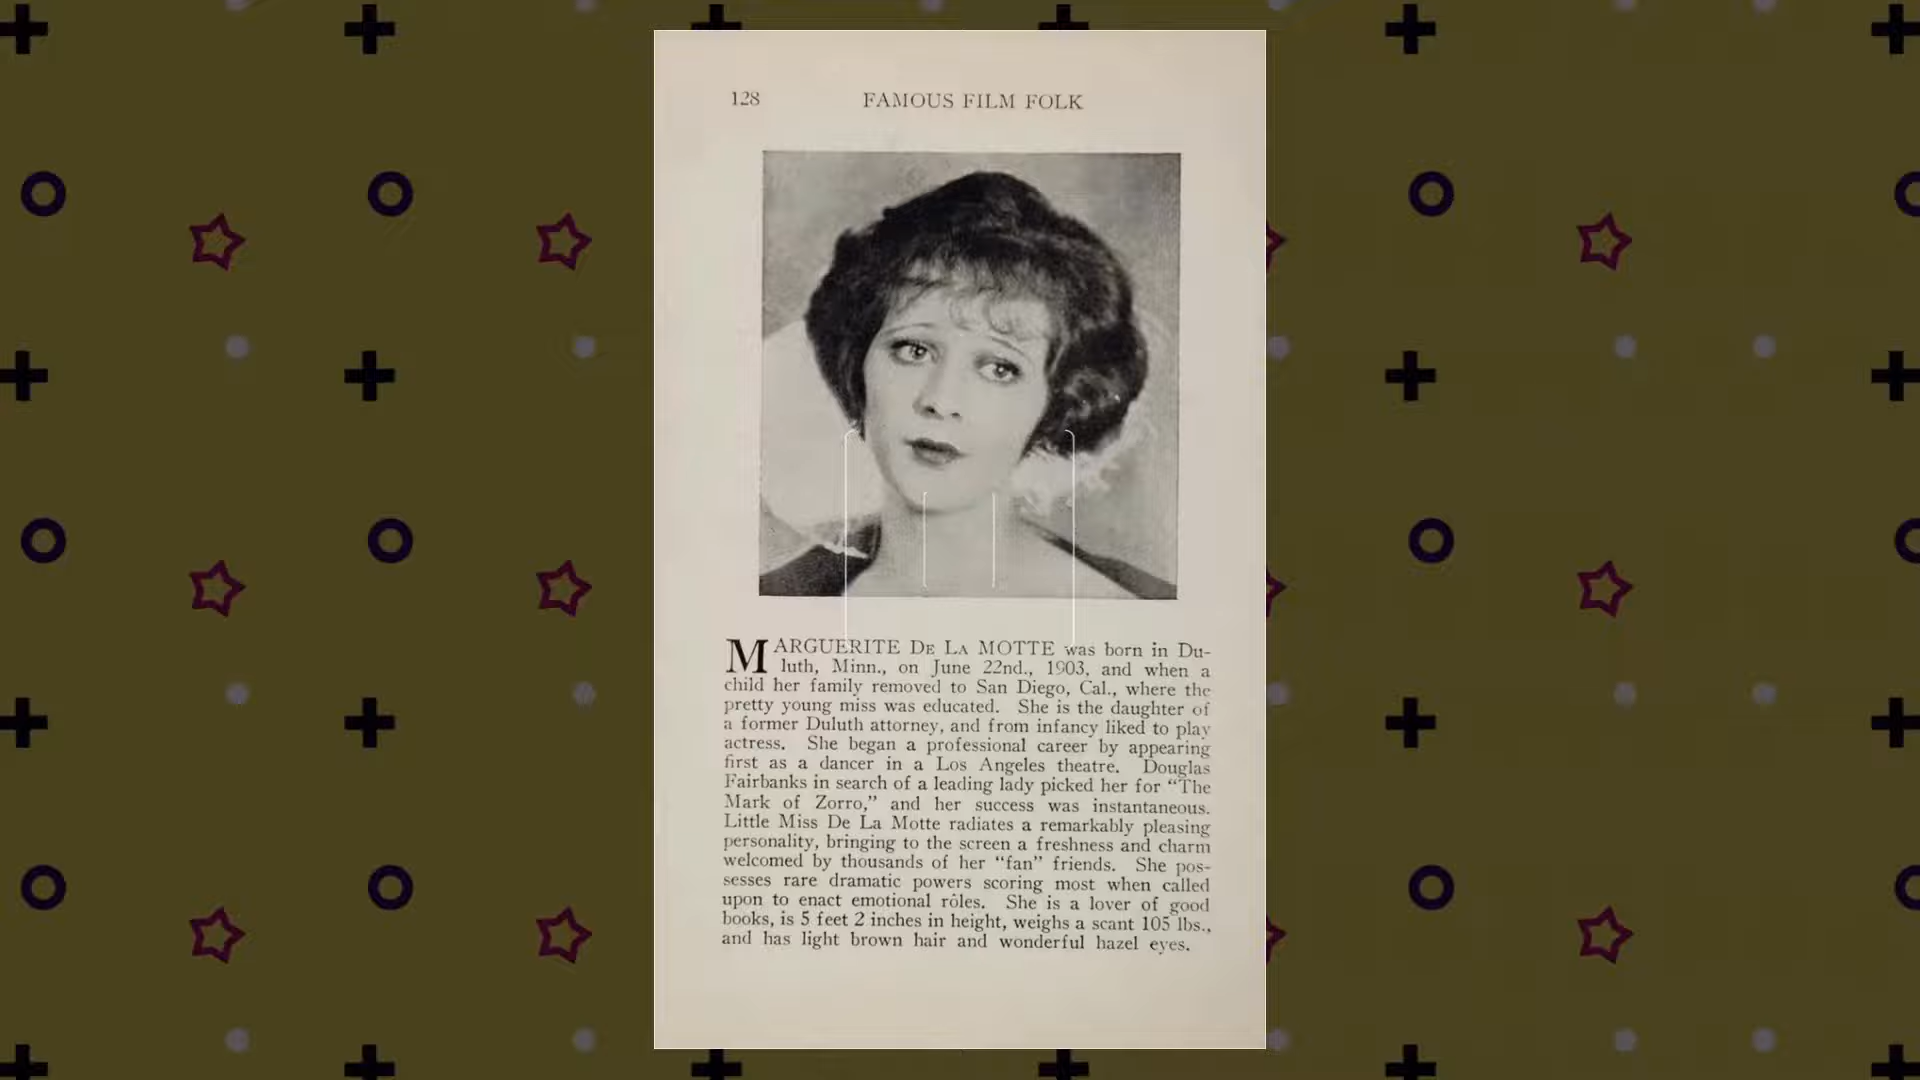 128 FAMOUS FILM FOLK
MARGUERITE DE LA MOTTE was born in Du-
luth, Minn., on June 22nd., 1903, and when a
child her family removed to San Diego, Cal., where the
pretty young miss was educated. She is the daughter of
a former Duluth attorney, and from infancy liked to play
actress. She began a professional career by appearing
first as a dancer in a Los Angeles theatre. Douglas
Fairbanks in search of a leading lady picked her for “The
Mark of Zorro,” and her success was instantaneous.
Little Miss De La Motte radiates a remarkably pleasing
personality, bringing to the screen a freshness and charm
welcomed by thousands of her “fan” friends. She pos-
sesses rare dramatic powers scoring most when called
upon to enact emotional rôles. She is a lover of good
books, is 5 feet 2 inches in height, weighs a scant 105 lbs.,
and has light brown hair and wonderful hazel eyes.